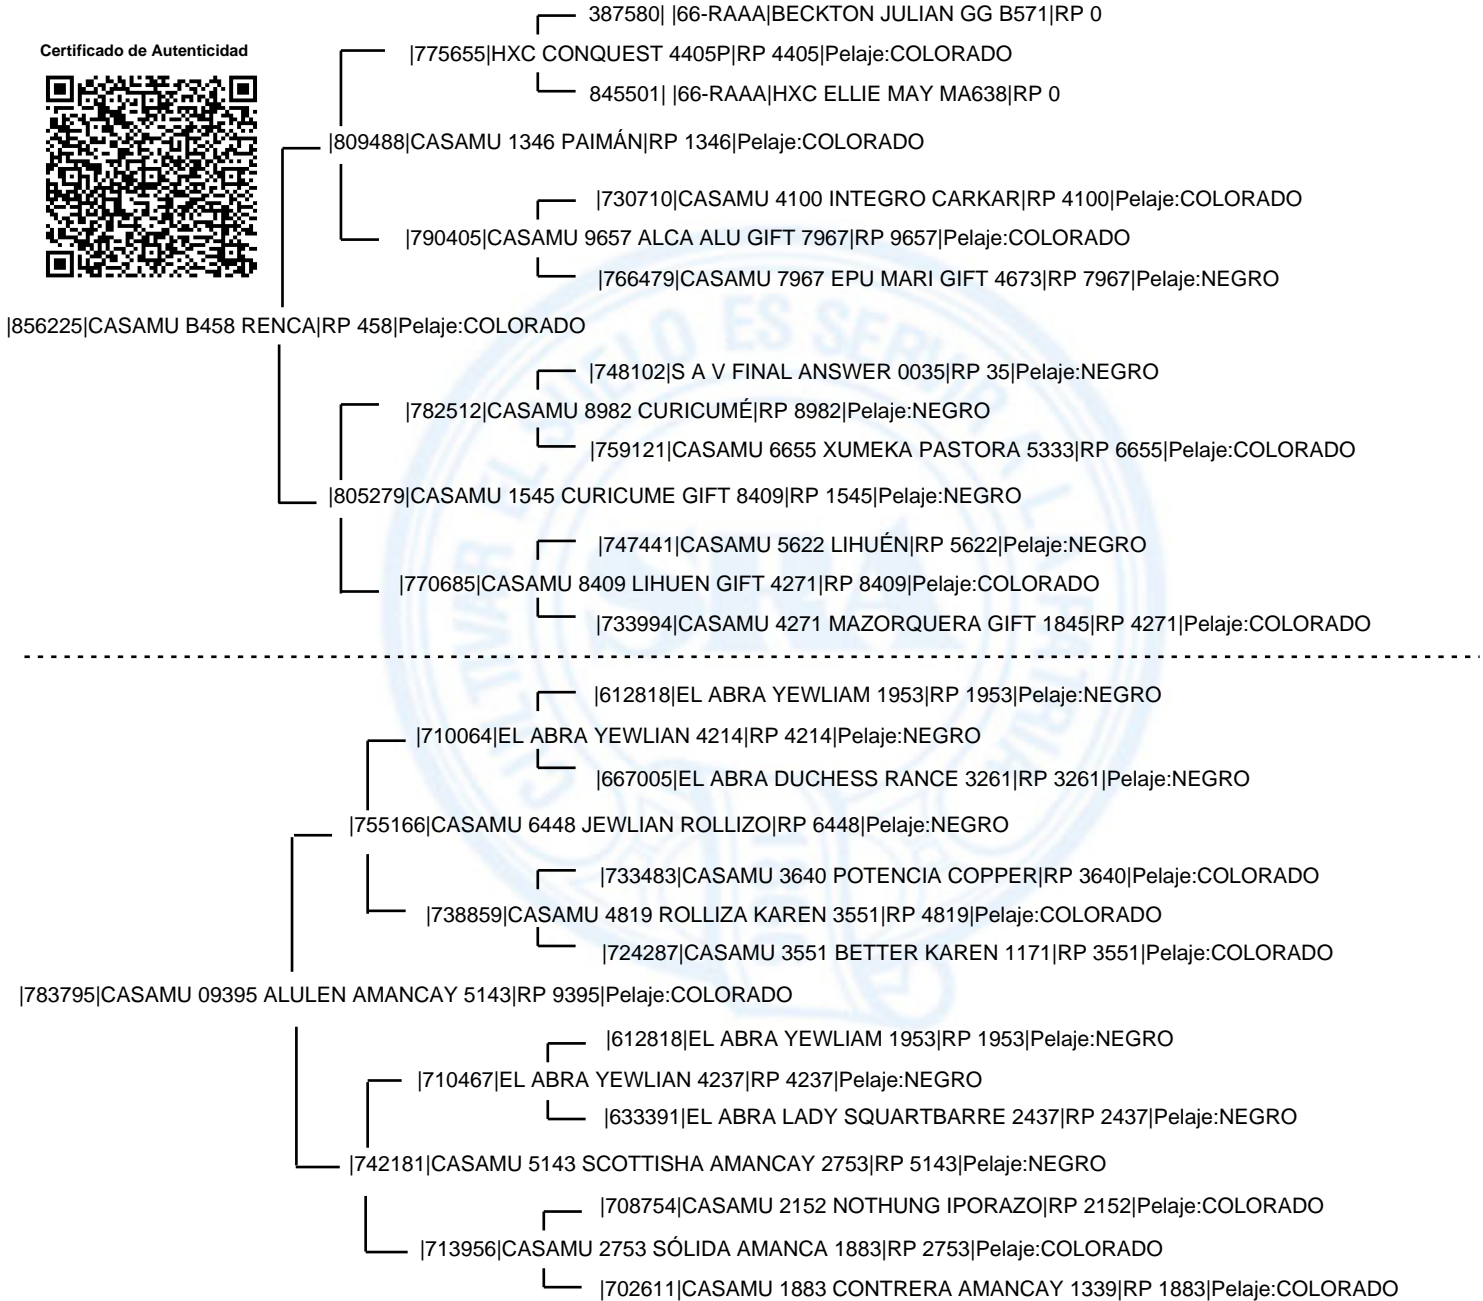 387580| |66-RAAA|BECKTON JULIAN GG B571|RP 0
Certificado de Autenticidad
|775655|HXC CONQUEST 4405P|RP 4405|Pelaje:COLORADO
845501| |66-RAAA|HXC ELLIE MAY MA638|RP 0
|809488|CASAMU 1346 PAIMÁN|RP 1346|Pelaje:COLORADO
|730710|CASAMU 4100 INTEGRO CARKAR|RP 4100|Pelaje:COLORADO
|790405|CASAMU 9657 ALCA ALU GIFT 7967|RP 9657|Pelaje:COLORADO
|766479|CASAMU 7967 EPU MARI GIFT 4673|RP 7967|Pelaje:NEGRO
|856225|CASAMU B458 RENCA|RP 458|Pelaje:COLORADO
|748102|S A V FINAL ANSWER 0035|RP 35|Pelaje:NEGRO
|782512|CASAMU 8982 CURICUMÉ|RP 8982|Pelaje:NEGRO
|759121|CASAMU 6655 XUMEKA PASTORA 5333|RP 6655|Pelaje:COLORADO
|805279|CASAMU 1545 CURICUME GIFT 8409|RP 1545|Pelaje:NEGRO
|747441|CASAMU 5622 LIHUÉN|RP 5622|Pelaje:NEGRO
|770685|CASAMU 8409 LIHUEN GIFT 4271|RP 8409|Pelaje:COLORADO
|733994|CASAMU 4271 MAZORQUERA GIFT 1845|RP 4271|Pelaje:COLORADO
|612818|EL ABRA YEWLIAM 1953|RP 1953|Pelaje:NEGRO
|710064|EL ABRA YEWLIAN 4214|RP 4214|Pelaje:NEGRO
|667005|EL ABRA DUCHESS RANCE 3261|RP 3261|Pelaje:NEGRO
|755166|CASAMU 6448 JEWLIAN ROLLIZO|RP 6448|Pelaje:NEGRO
|733483|CASAMU 3640 POTENCIA COPPER|RP 3640|Pelaje:COLORADO
|738859|CASAMU 4819 ROLLIZA KAREN 3551|RP 4819|Pelaje:COLORADO
|724287|CASAMU 3551 BETTER KAREN 1171|RP 3551|Pelaje:COLORADO
|783795|CASAMU 09395 ALULEN AMANCAY 5143|RP 9395|Pelaje:COLORADO
|612818|EL ABRA YEWLIAM 1953|RP 1953|Pelaje:NEGRO
|710467|EL ABRA YEWLIAN 4237|RP 4237|Pelaje:NEGRO
|633391|EL ABRA LADY SQUARTBARRE 2437|RP 2437|Pelaje:NEGRO
|742181|CASAMU 5143 SCOTTISHA AMANCAY 2753|RP 5143|Pelaje:NEGRO
|708754|CASAMU 2152 NOTHUNG IPORAZO|RP 2152|Pelaje:COLORADO
|713956|CASAMU 2753 SÓLIDA AMANCA 1883|RP 2753|Pelaje:COLORADO
|702611|CASAMU 1883 CONTRERA AMANCAY 1339|RP 1883|Pelaje:COLORADO
CULTIVAR EL SUELO ES SERVIR A LA PATRIA
SRA
1866